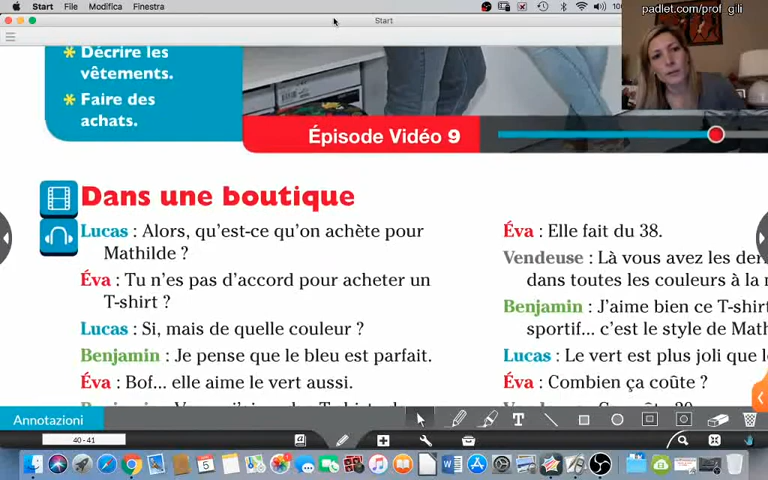 Start File Modifica Finestra
padlet.com/prof_gili
Start
* Décrire les
vêtements.
* Faire des
achats.
Épisode Vidéo 9
Dans une boutique
Lucas : Alors, qu'est-ce qu'on achète pour
Mathilde ?
Éva : Tu n'es pas d'accord pour acheter un
T-shirt ?
Lucas : Si, mais de quelle couleur ?
Benjamin : Je pense que le bleu est parfait.
Éva : Bof... elle aime le vert aussi.
Éva : Elle fait du 38.
Vendeuse : Là vous avez les der
dans toutes les couleurs à la
Benjamin : J'aime bien ce T-shirt
sportif... c'est le style de Math
Lucas : Le vert est plus joli que le
Éva : Combien ça coûte ?
Annotazioni
T
40-41
5
W